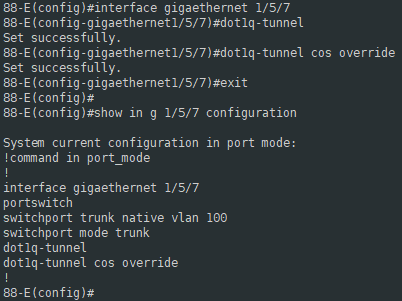 88-E(config)#interface gigaethernet 1/5/7
88-E(config-gigaethernet1/5/7)#dot1q-tunnel
Set successfully.
88-E(config-gigaethernet1/5/7)#dot1q-tunnel cos override
Set successfully.
88-E(config-gigaethernet1/5/7)#exit
88-E(config)#
88-E(config)#show in g 1/5/7 configuration
System current configuration in port mode:
!command in port_mode
!
interface gigaethernet 1/5/7
portswitch
switchport trunk native vlan 100
switchport mode trunk
dot1q-tunnel
dot1q-tunnel cos override
!
88-E(config)#